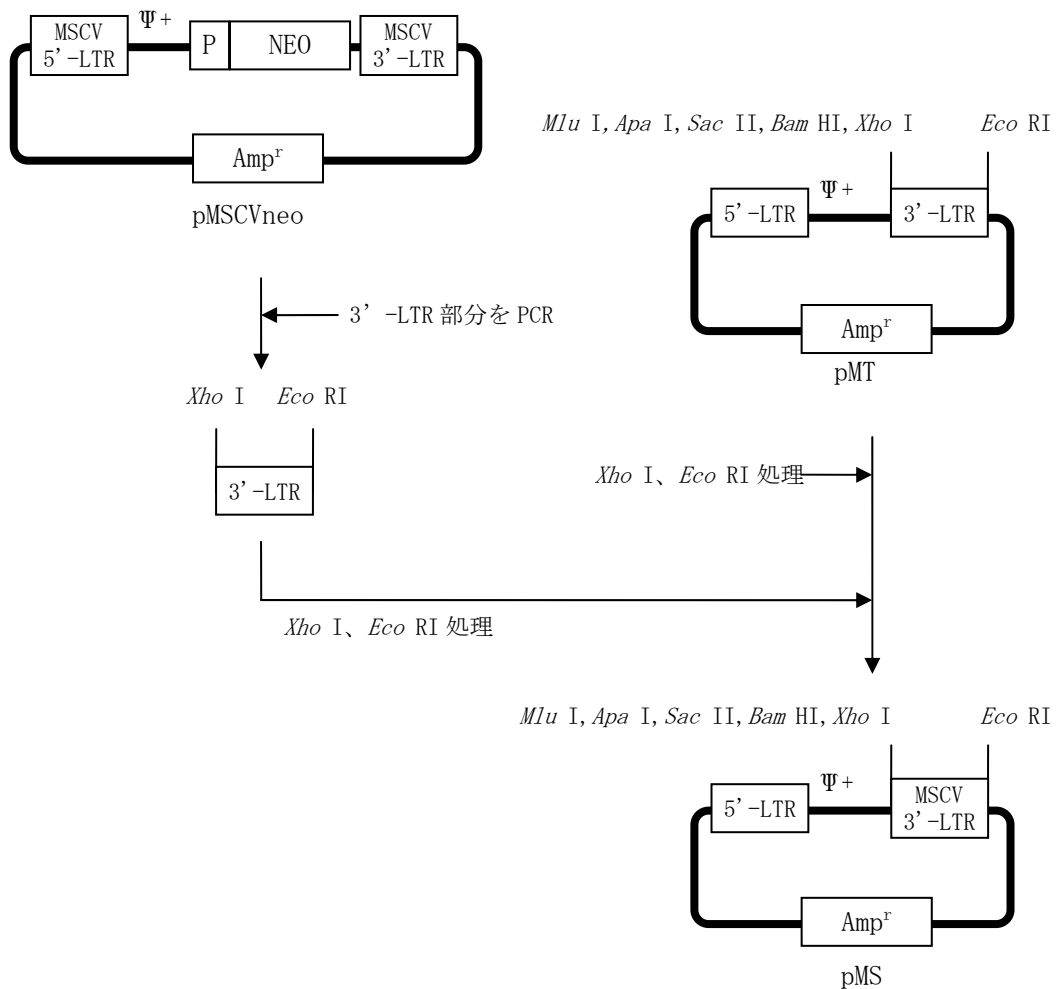 Ψ+
MSCV
5'-LTR
P
NEO
MSCV
3'-LTR
Ampʳ
pMSCVneo
Mlu I, Apa I, Sac II, Bam HI, Xho I
Eco RI
Ψ+
5'-LTR
3'-LTR
Ampʳ
pMT
3'-LTR 部分を PCR
Xho I
Eco RI
3'-LTR
Xho I、Eco RI 処理
Xho I、Eco RI 処理
Mlu I, Apa I, Sac II, Bam HI, Xho I
Eco RI
Ψ+
5'-LTR
MSCV
3'-LTR
Ampʳ
pMS